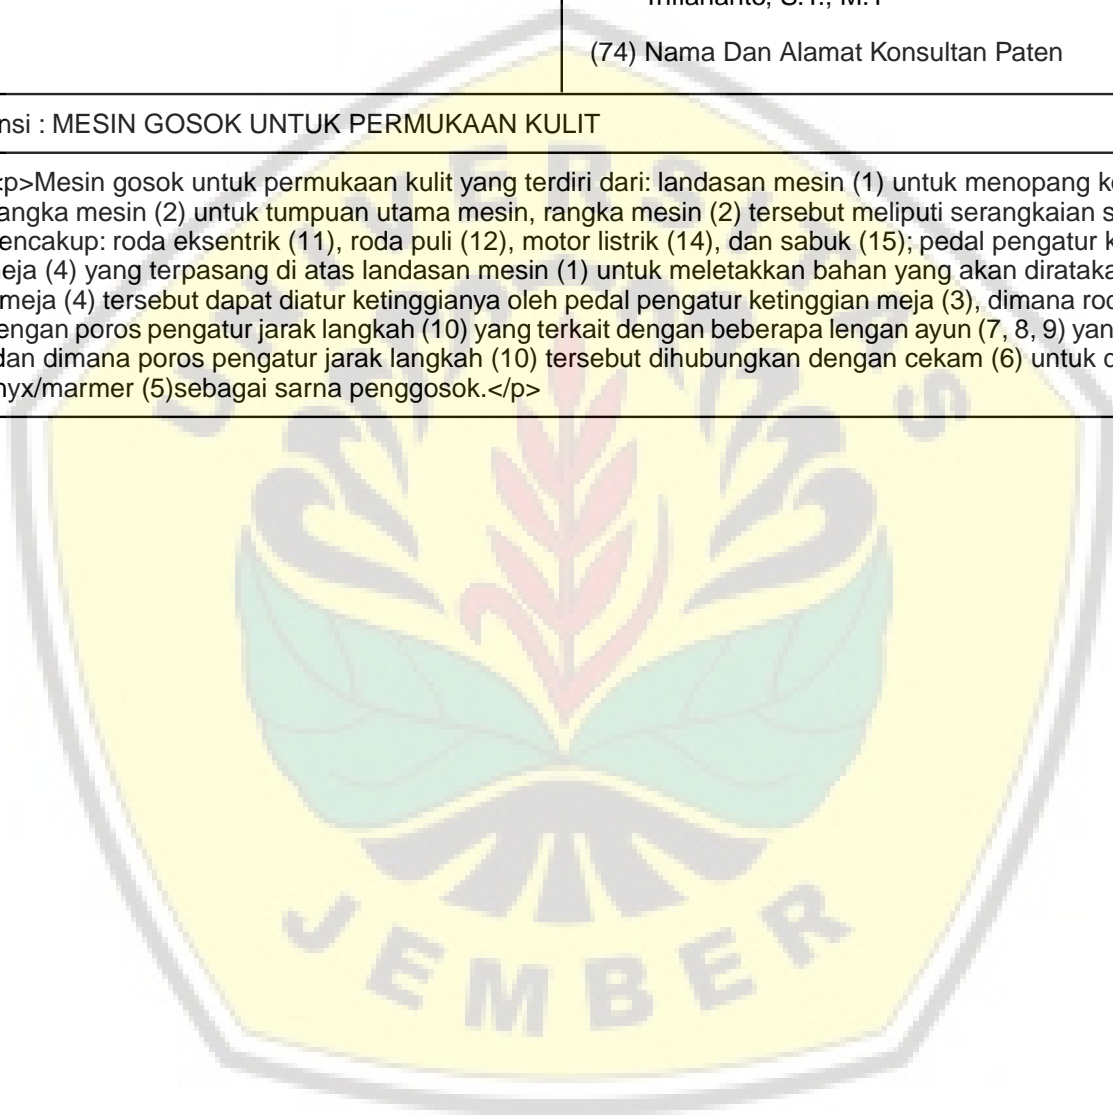 (74) Nama Dan Alamat Konsultan Paten
nsi : MESIN GOSOK UNTUK PERMUKAAN KULIT
<p>Mesin gosok untuk permukaan kulit yang terdiri dari: landasan mesin (1) untuk menopang
angka mesin (2) untuk tumpuan utama mesin, rangka mesin (2) tersebut meliputi serangkaian
encakup: roda eksentrik (11), roda puli (12), motor listrik (14), dan sabuk (15); pedal pengatur
eja (4) yang terpasang di atas landasan mesin (1) untuk meletakkan bahan yang akan
meja (4) tersebut dapat diatur ketinggianya oleh pedal pengatur ketinggian meja (3), dimana
engan poros pengatur jarak langkah (10) yang terkait dengan beberapa lengan ayun (7, 8, 9)
dan dimana poros pengatur jarak langkah (10) tersebut dihubungkan dengan cekam (6) untuk
nyx/marmer (5)sebagai sarna penggosok.</p>
UNIVERSITAS
JEMBER